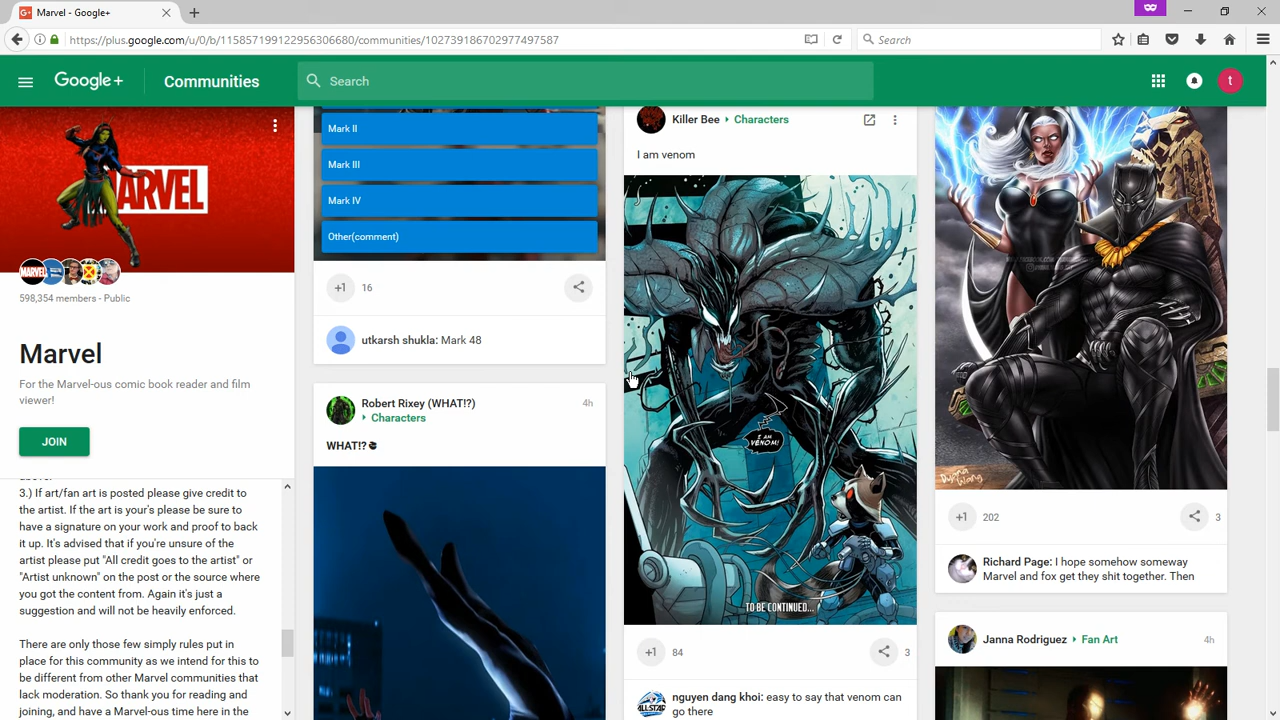 Marvel - Google+
https://plus.google.com/u/0/b/115857199122956306680/communities/102739186702977497587
Search
Google+
Communities
Search
t
MARVEL
MARVEL
598,354 members - Public
Marvel
For the Marvel-ous comic book reader and film
viewer!
JOIN
above.
3.) If art/fan art is posted please give credit to
the artist. If the art is your's please be sure to
have a signature on your work and proof to back
it up. It's advised that if you're unsure of the
artist please put "All credit goes to the artist" or
"Artist unknown" on the post or the source where
you got the content from. Again it's just a
suggestion and will not be heavily enforced.
There are only those few simply rules put in
place for this community as we intend for this to
be different from other Marvel communities that
lack moderation. So thank you for reading and
joining, and have a Marvel-ous time here in the
Mark II
Mark III
Mark IV
Other(comment)
+1
16
utkarsh shukla: Mark 48
Robert Rixey (WHAT!?)
4h
Characters
WHAT!?
Killer Bee
Characters
I am venom
I AM
VENOM!
TO BE CONTINUED...
+1
84
3
nguyen dang khoi: easy to say that venom can
go there
+1
202
3
Richard Page: I hope somehow someway
Marvel and fox get they shit together. Then
Janna Rodriguez
Fan Art
4h